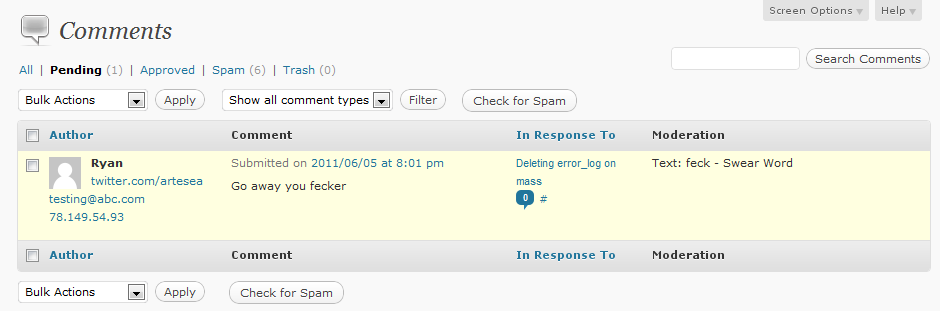 Screen Options Help
Comments
All | Pending (1) | Approved | Spam (6) | Trash (0)
Search Comments
Bulk Actions Apply Show all comment types Filter Check for Spam
Author Comment In Response To Moderation
Ryan Submitted on 2011/06/05 at 8:01 pm Deleting error_log on Text: feck - Swear Word
twitter.com/artesea Go away you fecker mass
testing@abc.com 0 #
78.149.54.93
Author Comment In Response To Moderation
Bulk Actions Apply Check for Spam